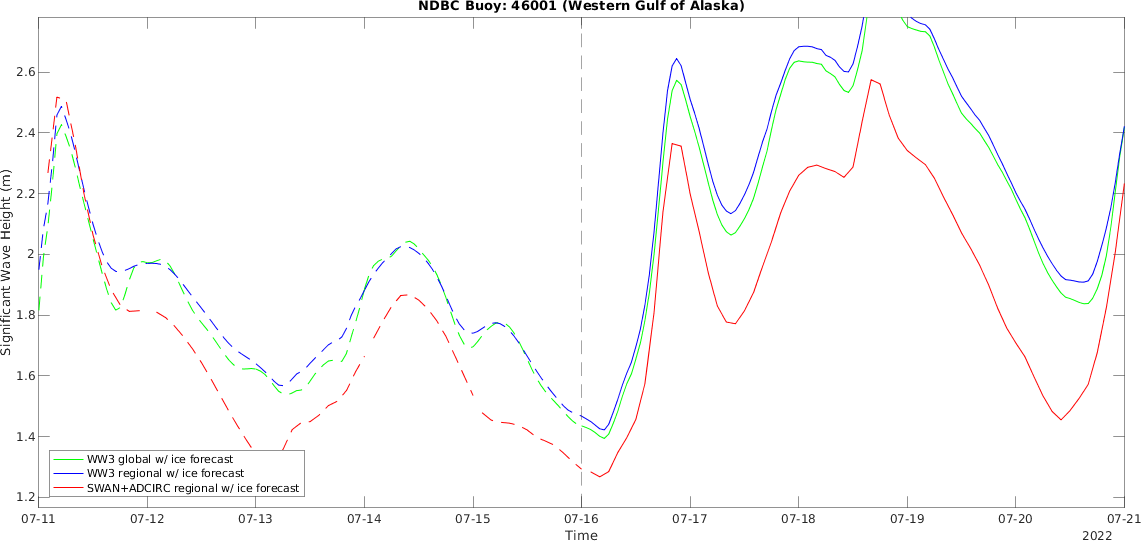 NDBC Buoy: 46001 (Western Gulf of Alaska)
Significant Wave Height (m)
2.6
2.4
2.2
2
1.8
1.6
1.4
1.2
WW3 global w/ ice forecast
WW3 regional w/ ice forecast
SWAN+ADCIRC regional w/ ice forecast
07-11 07-12 07-13 07-14 07-15 07-16 07-17 07-18 07-19 07-20 07-21
Time
2022